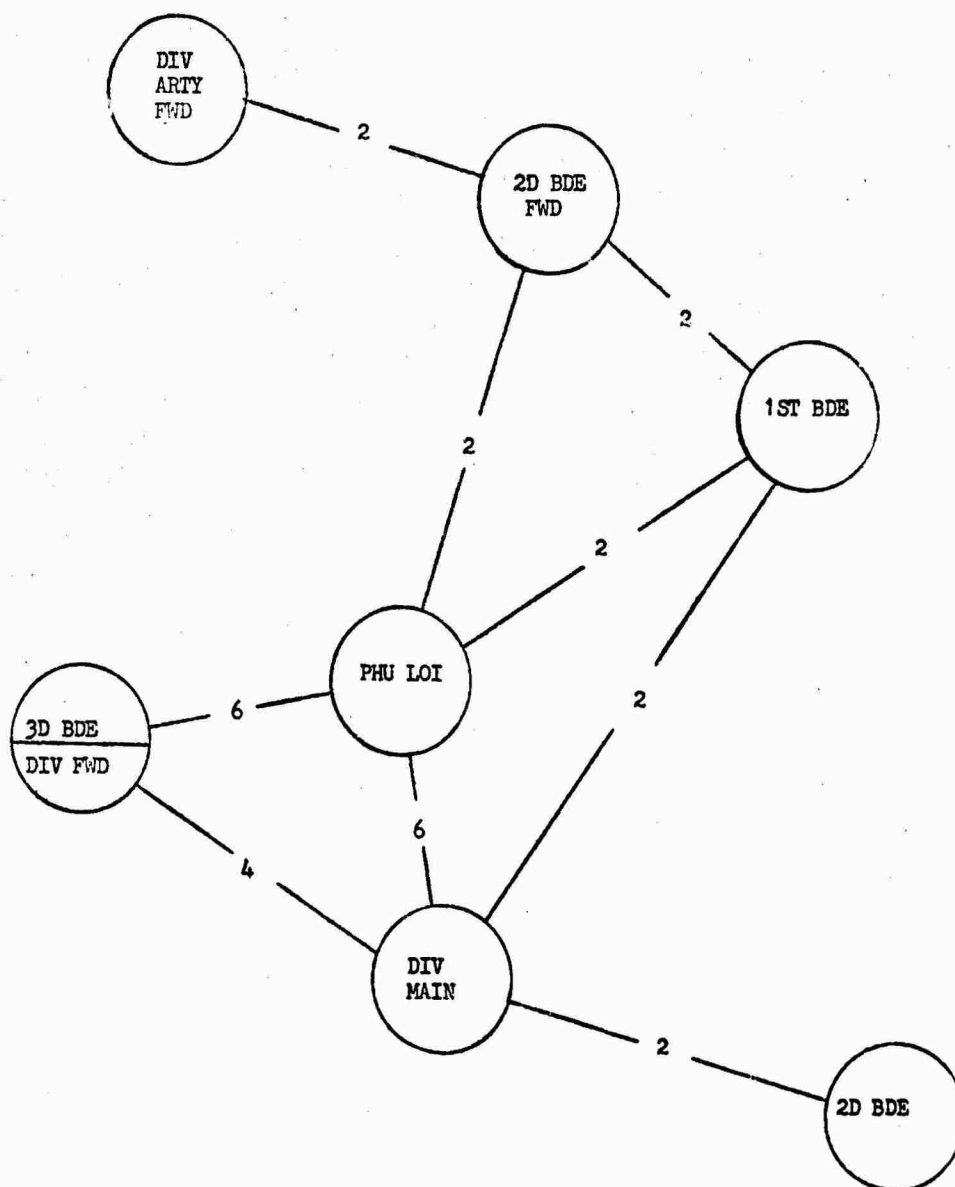 DIV
ARTY
FWD
2
2D BDE
FWD
2
1ST BDE
2
2
PHU LOI
2
3D BDE
DIV FWD
6
6
4
DIV
MAIN
2
2D BDE